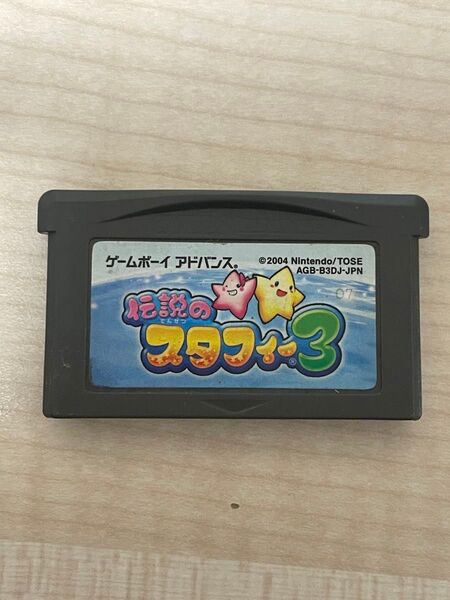 ゲームボーイ アドバンス®
©2004 Nintendo/TOSE
AGB-B3DJ-JPN
07
伝説の
でんせつ
スタフィー®3